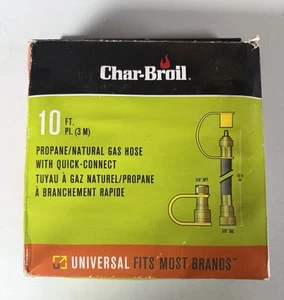 Char-Broil
10 FT.
PI. (3 M)
PROPANE/NATURAL GAS HOSE
WITH QUICK-CONNECT
TUYAU À GAZ NATUREL/PROPANE
À BRANCHEMENT RAPIDE
UNIVERSAL FITS MOST BRANDS